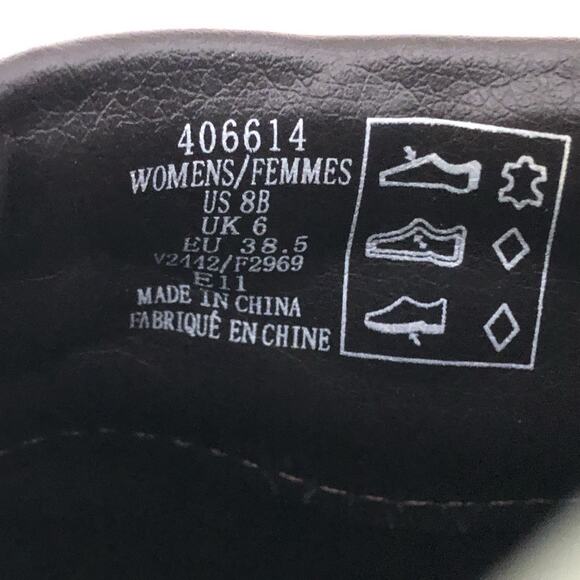 406614
WOMENS/FEMMES
US 8B
UK 6
EU 38.5
V2442/F2969
E11
MADE IN CHINA
FABRIQUÉ EN CHINE